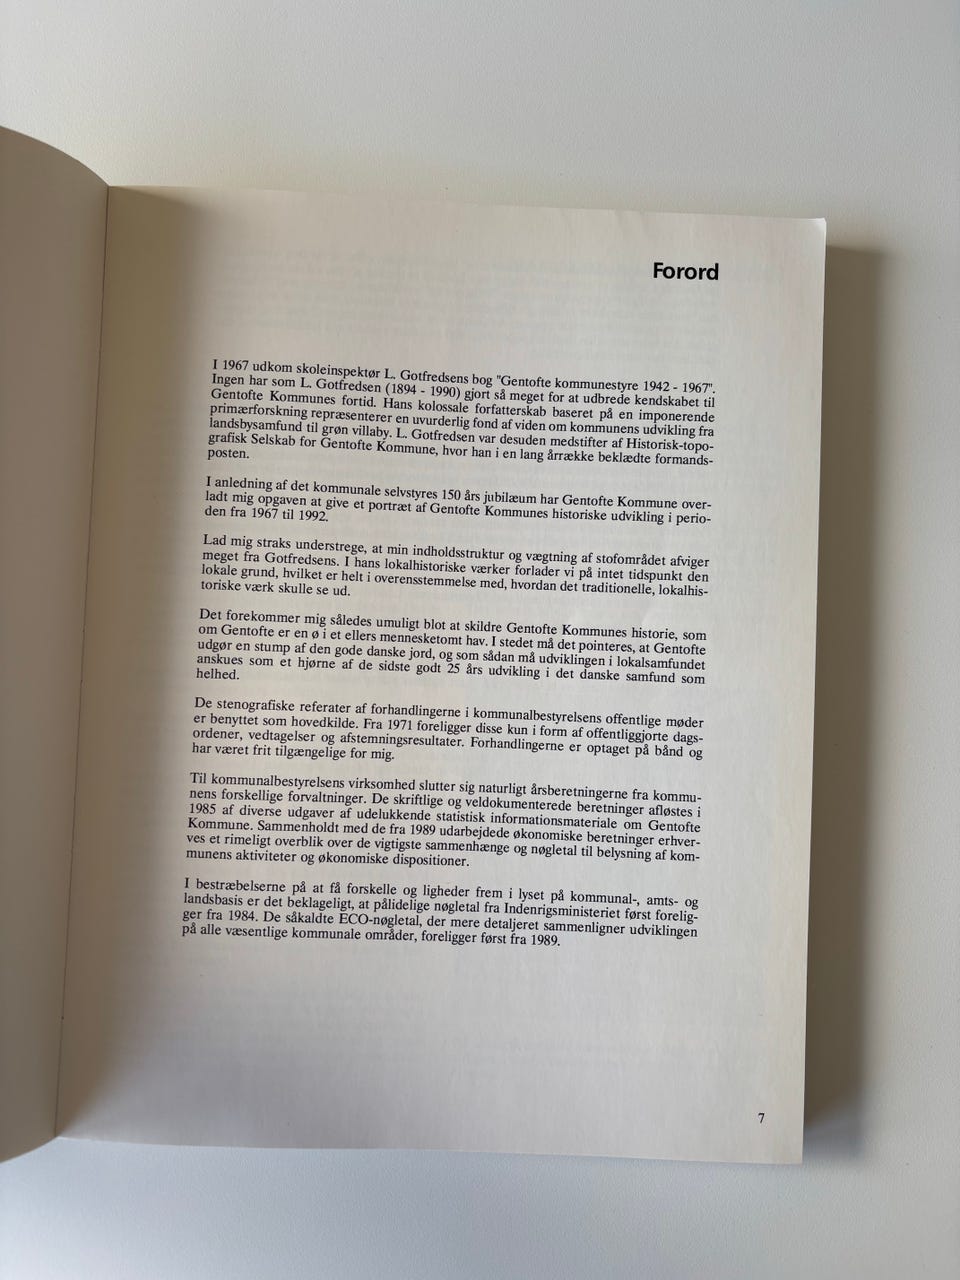 Forord
I 1967 udkom skoleinspektør L. Gotfredsens bog "Gentofte kommunestyre 1942 - 1967".
Ingen har som L. Gotfredsen (1894 - 1990) gjort så meget for at udbrede kendskabet til
Gentofte Kommunes fortid. Hans kolossale forfatterskab baseret på en imponerende
primærforskning repræsenterer en uvurderlig fond af viden om kommunens udvikling fra
landsbysamfund til grøn villaby. L. Gotfredsen var desuden medstifter af Historisk-topo-
grafisk Selskab for Gentofte Kommune, hvor han i en lang årrække beklædte formands-
posten.
I anledning af det kommunale selvstyres 150 års jubilæum har Gentofte Kommune over-
ladt mig opgaven at give et portræt af Gentofte Kommunes historiske udvikling i perio-
den fra 1967 til 1992.
Lad mig straks understrege, at min indholdsstruktur og vægtning af stofområdet afviger
meget fra Gotfredsens. I hans lokalhistoriske værker forlader vi på intet tidspunkt den
lokale grund, hvilket er helt i overensstemmelse med, hvordan det traditionelle, lokalhis-
toriske værk skulle se ud.
Det forekommer mig således umuligt blot at skildre Gentofte Kommunes historie, som
om Gentofte er en ø i et ellers mennesketomt hav. I stedet må det pointeres, at Gentofte
udgør en stump af den gode danske jord, og som sådan må udviklingen i lokalsamfundet
anskues som et hjørne af de sidste godt 25 års udvikling i det danske samfund som
helhed.
De stenografiske referater af forhandlingerne i kommunalbestyrelsens offentlige møder
er benyttet som hovedkilde. Fra 1971 foreligger disse kun i form af offentliggjorte dags-
ordener, vedtagelser og afstemningsresultater. Forhandlingerne er optaget på bånd og
har været frit tilgængelige for mig.
Til kommunalbestyrelsens virksomhed slutter sig naturligt årsberetningerne fra kommu-
nens forskellige forvaltninger. De skriftlige og veldokumenterede beretninger afløstes i
1985 af diverse udgaver af udelukkende statistisk informationsmateriale om Gentofte
Kommune. Sammenholdt med de fra 1989 udarbejdede økonomiske beretninger erhver-
ves et rimeligt overblik over de vigtigste sammenhænge og nøgletal til belysning af kom-
munens aktiviteter og økonomiske dispositioner.
I bestræbelserne på at få forskelle og ligheder frem i lyset på kommunal-, amts- og
landsbasis er det beklageligt, at pålidelige nøgletal fra Indenrigsministeriet først forelig-
ger fra 1984. De såkaldte ECO-nøgletal, der mere detaljeret sammenligner udviklingen
på alle væsentlige kommunale områder, foreligger først fra 1989.
7